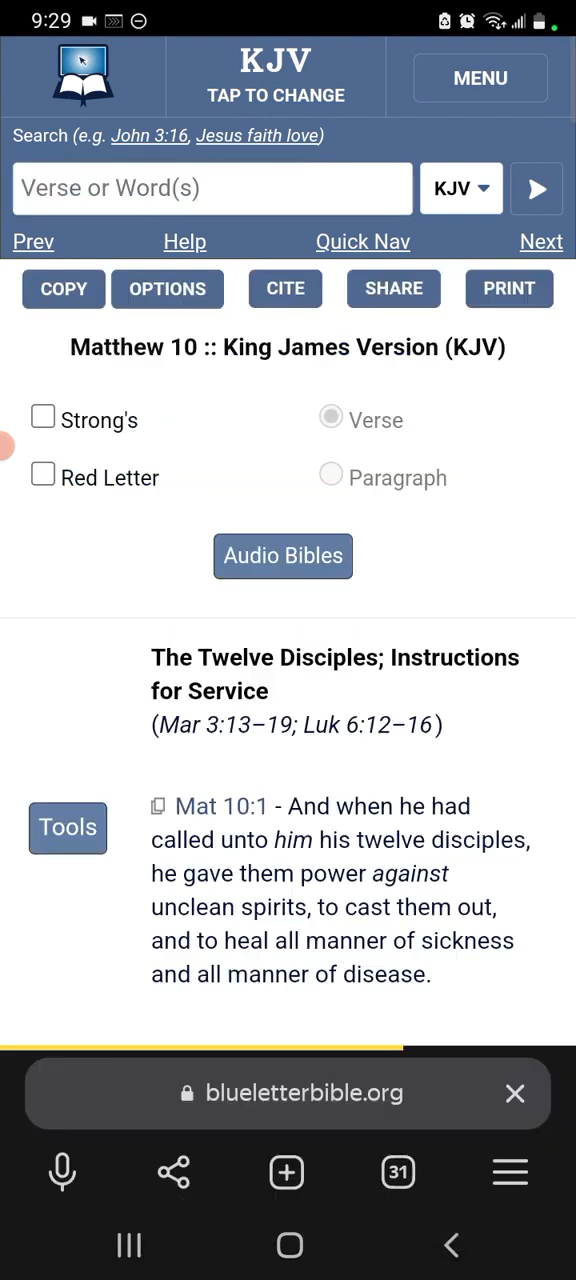 9:29
KJV
TAP TO CHANGE
MENU
Search (e.g. John 3:16, Jesus faith love)
Verse or Word(s)
KJV
Prev Help Quick Nav Next
COPY OPTIONS CITE SHARE PRINT
Matthew 10 :: King James Version (KJV)
Strong's Verse
Red Letter Paragraph
Audio Bibles
The Twelve Disciples; Instructions
for Service
(Mar 3:13–19; Luk 6:12–16)
Tools
Mat 10:1 - And when he had
called unto him his twelve disciples,
he gave them power against
unclean spirits, to cast them out,
and to heal all manner of sickness
and all manner of disease.
blueletterbible.org
31